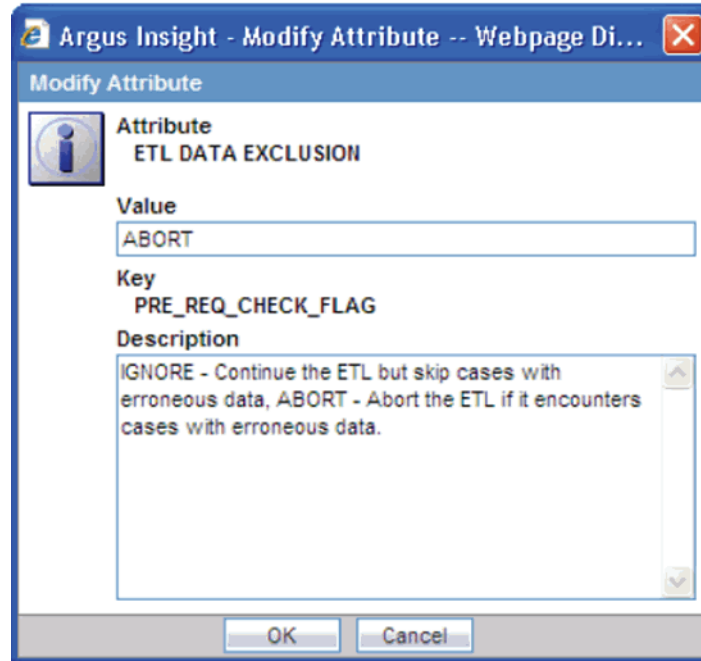 Argus Insight - Modify Attribute -- Webpage Di...
Modify Attribute
Attribute
ETL DATA EXCLUSION
Value
ABORT
Key
PRE_REQ_CHECK_FLAG
Description
IGNORE - Continue the ETL but skip cases with
erroneous data, ABORT - Abort the ETL if it encounters
cases with erroneous data.
OK Cancel